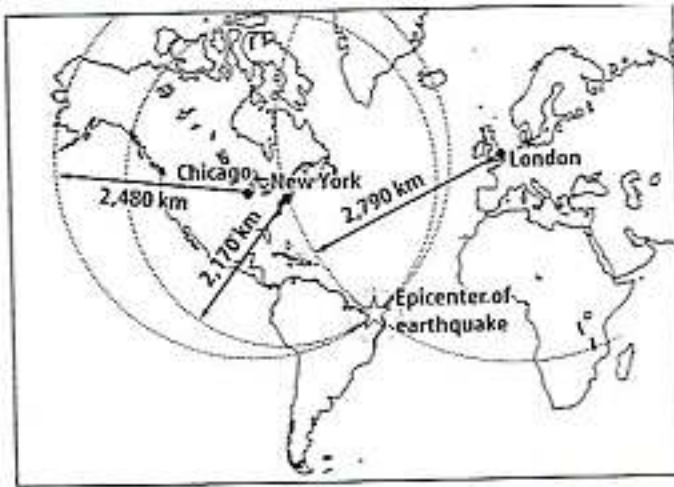 Chicago
New York
London
2,480 km
2,170 km
2,790 km
Epicenter of
earthquake